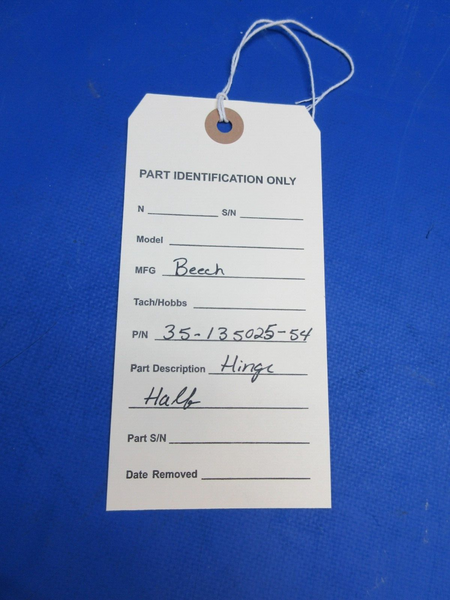 PART IDENTIFICATION ONLY
N S/N
Model
MFG Beech
Tach/Hobbs
P/N 35-135025-54
Part Description Hinge
Half
Part S/N
Date Removed